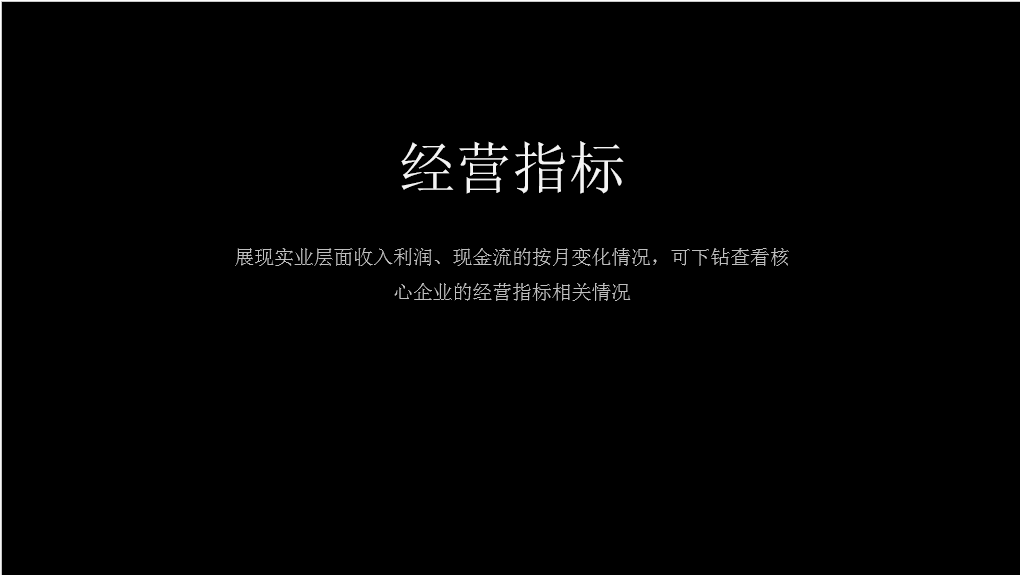 经营指标
展现实业层面收入利润、现金流的按月变化情况，可下钻查看核
心企业的经营指标相关情况